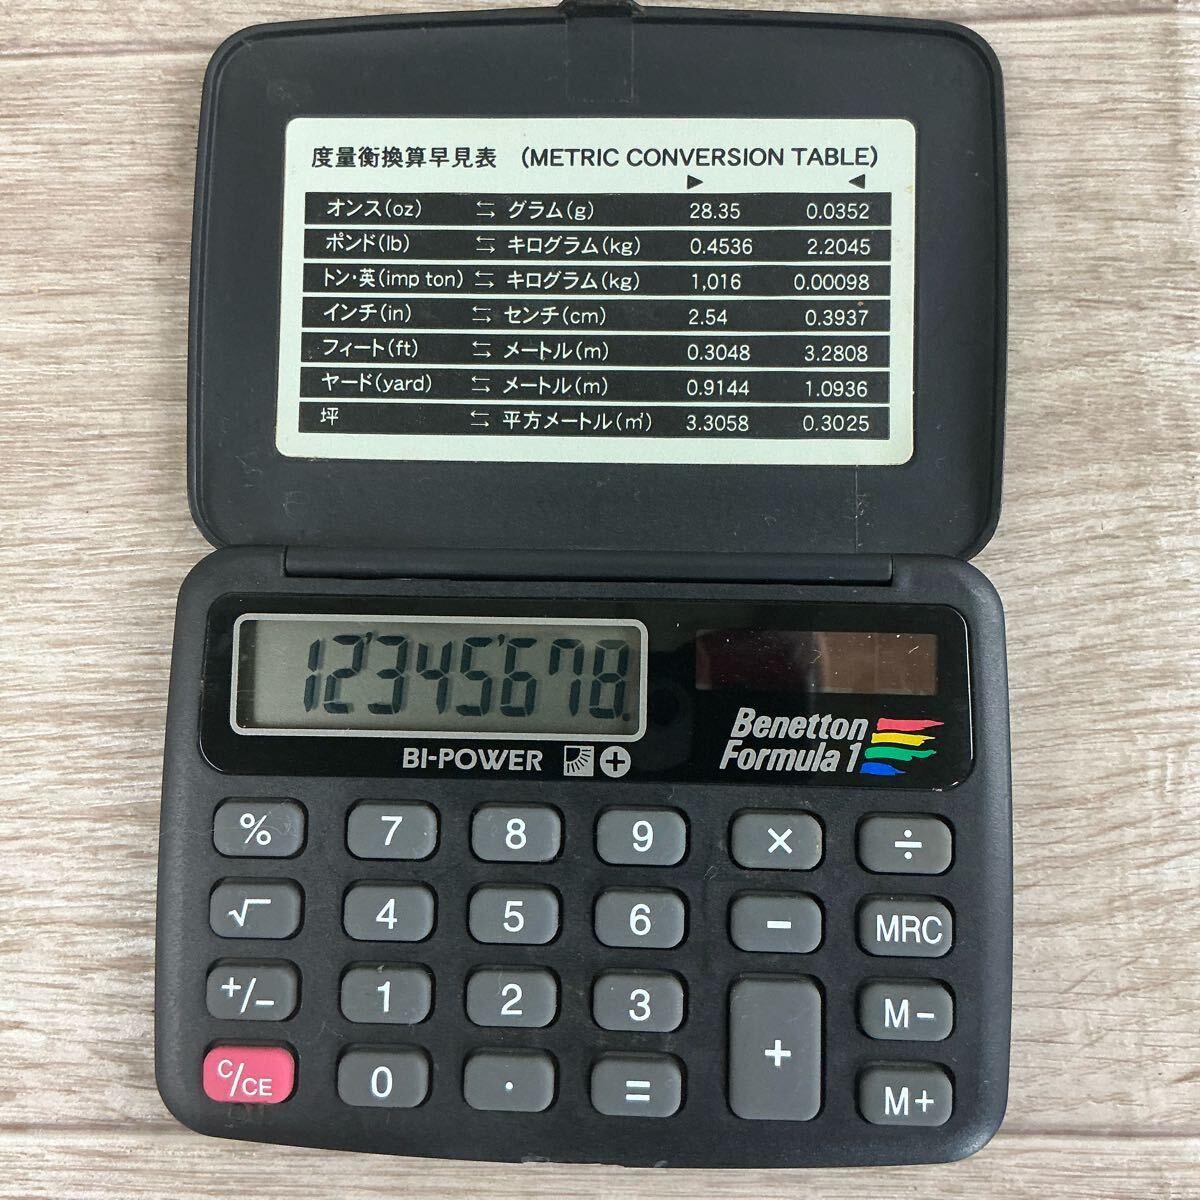 度量衡換算早見表 (METRIC CONVERSION TABLE)
▶ ◀
オンス(oz) ⇆ グラム(g) 28.35 0.0352
ポンド(lb) ⇆ キログラム(kg) 0.4536 2.2045
トン・英(imp ton) ⇆ キログラム(kg) 1,016 0.00098
インチ(in) ⇆ センチ(cm) 2.54 0.3937
フィート(ft) ⇆ メートル(m) 0.3048 3.2808
ヤード(yard) ⇆ メートル(m) 0.9144 1.0936
坪 ⇆ 平方メートル(㎡) 3.3058 0.3025
12'345'678.
BI-POWER
Benetton
Formula 1
% 7 8 9 × ÷
√ 4 5 6 − MRC
+/− 1 2 3 + M−
C/CE 0 · = M+